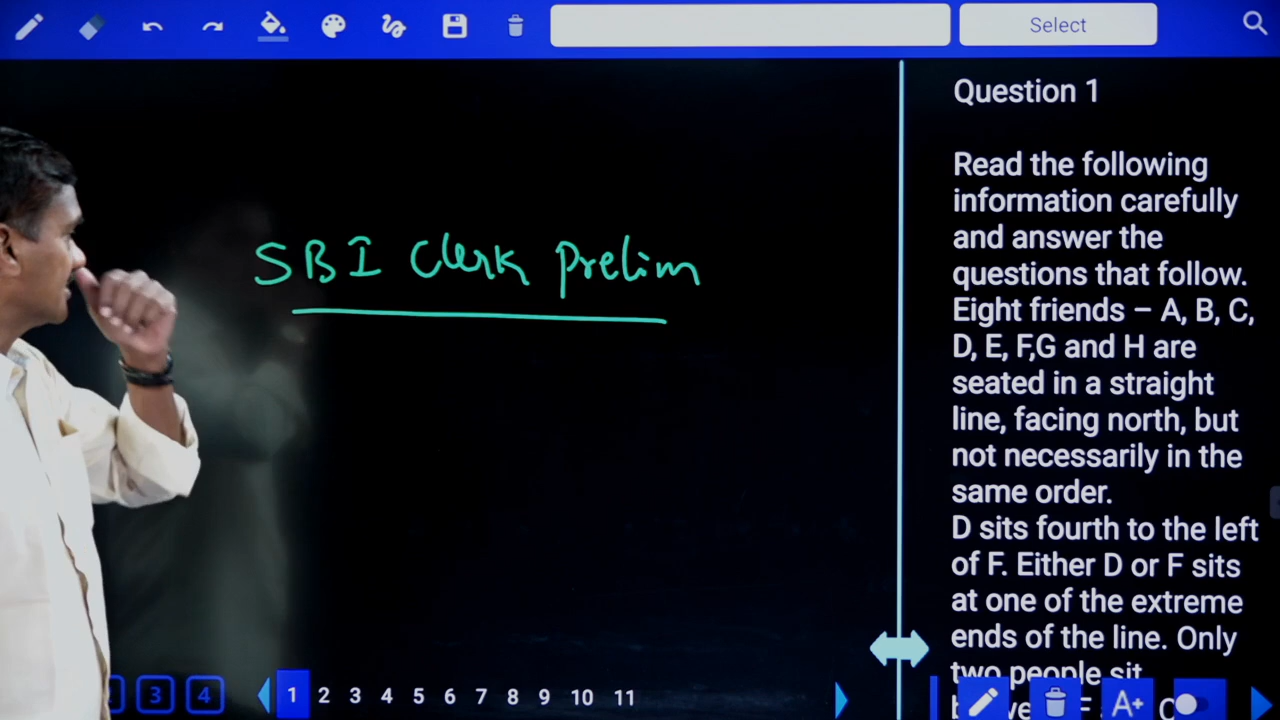 Select
SBI Clerk Prelim
Question 1
Read the following
information carefully
and answer the
questions that follow.
Eight friends – A, B, C,
D, E, F,G and H are
seated in a straight
line, facing north, but
not necessarily in the
same order.
D sits fourth to the left
of F. Either D or F sits
at one of the extreme
ends of the line. Only
two people sit
3 4
1 2 3 4 5 6 7 8 9 10 11
A+